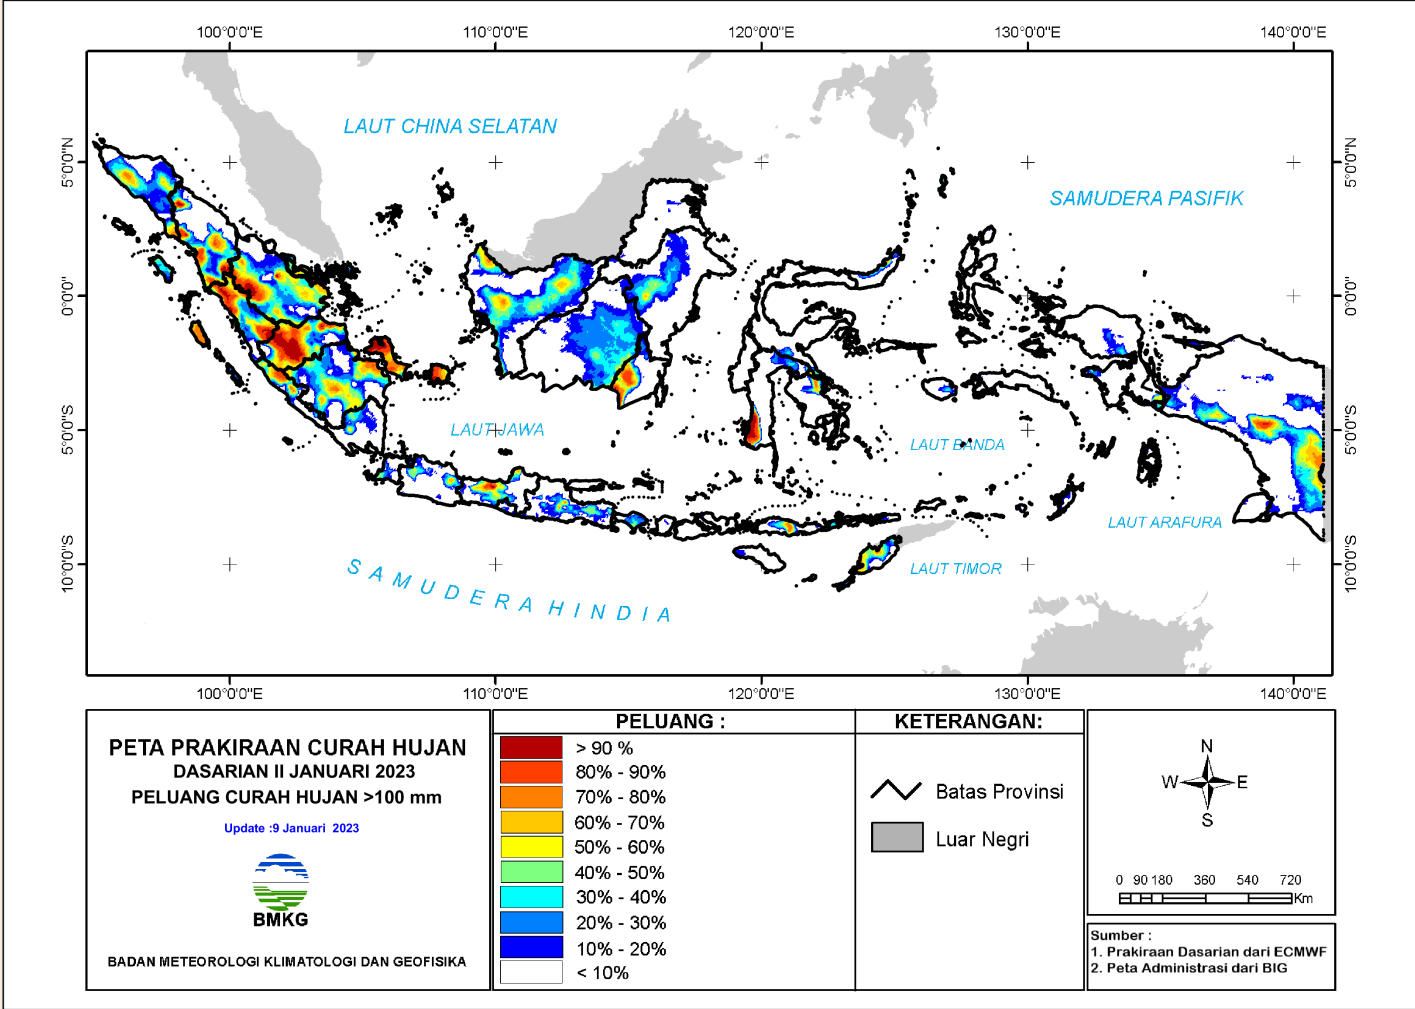 100°0'0"E 110°0'0"E 120°0'0"E 130°0'0"E 140°0'0"E
5°0'0"N
0°0'0"
5°0'0"S
10°0'0"S
LAUT CHINA SELATAN
SAMUDERA PASIFIK
LAUT JAWA
LAUT BANDA
LAUT ARAFURA
LAUT TIMOR
SAMUDERA HINDIA
5°0'0"N
0°0'0"
5°0'0"S
10°0'0"S
100°0'0"E 110°0'0"E 120°0'0"E 130°0'0"E 140°0'0"E
PETA PRAKIRAAN CURAH HUJAN
DASARIAN II JANUARI 2023
PELUANG CURAH HUJAN >100 mm
Update :9 Januari 2023
BMKG
BADAN METEOROLOGI KLIMATOLOGI DAN GEOFISIKA
PELUANG :
> 90 %
80% - 90%
70% - 80%
60% - 70%
50% - 60%
40% - 50%
30% - 40%
20% - 30%
10% - 20%
< 10%
KETERANGAN:
Batas Provinsi
Luar Negri
N
W E
S
0 90 180 360 540 720
Km
Sumber :
1. Prakiraan Dasarian dari ECMWF
2. Peta Administrasi dari BIG